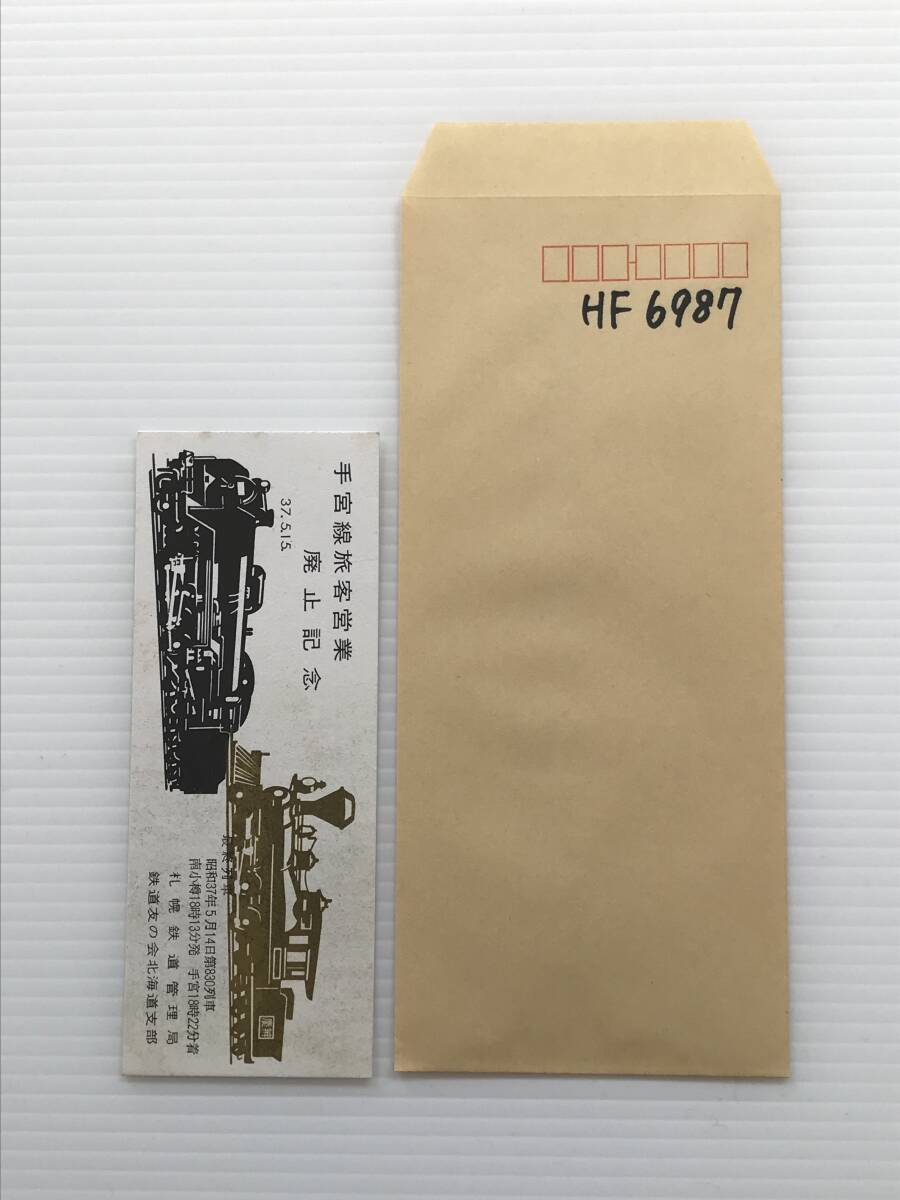 HF 6987
手宮線旅客営業
廃止記念
37.5.15.
最終列車
昭和37年5月14日第830列車
南小樽18時13分発 手宮18時22分着
札幌鉄道管理局
鉄道友の会北海道支部